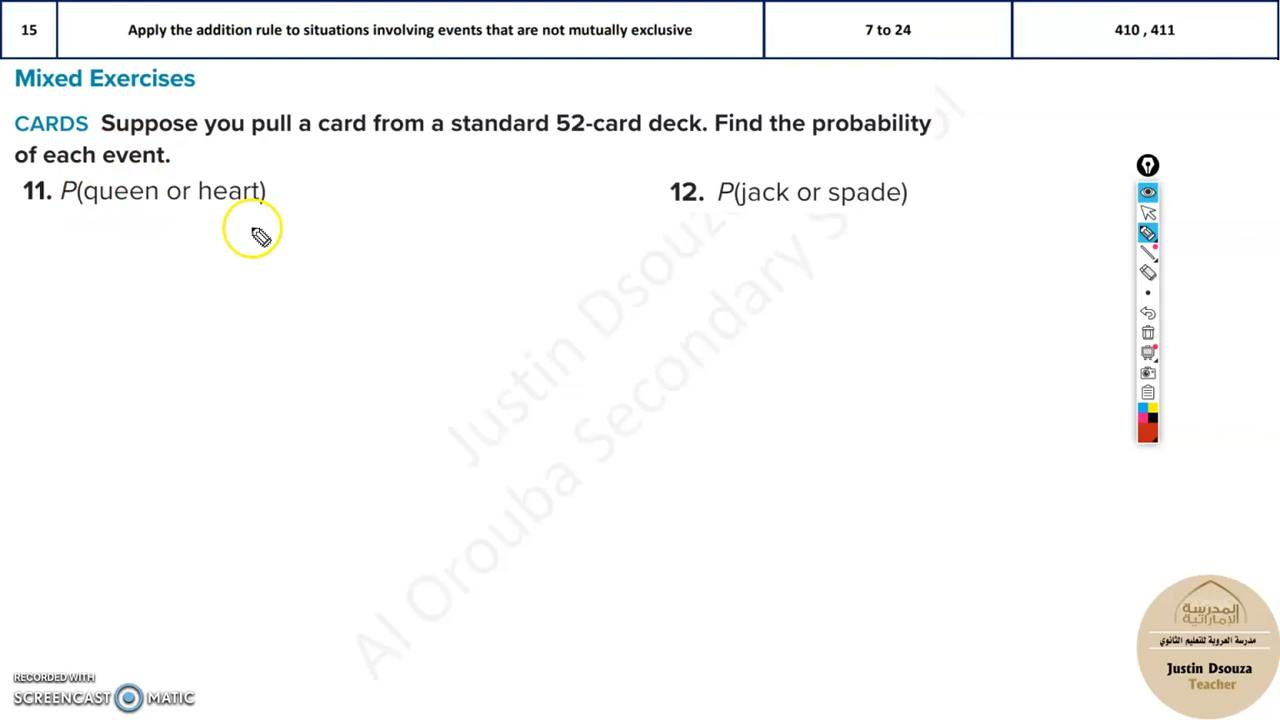 15 Apply the addition rule to situations involving events that are not mutually exclusive 7 to 24 410 , 411
Mixed Exercises
CARDS Suppose you pull a card from a standard 52-card deck. Find the probability
of each event.
11. P(queen or heart)
12. P(jack or spade)
Justin Dsouza
Al Orouba Secondary School
المدرسة
الإماراتية
مدرسة العروبة للتعليم الثانوي
Justin Dsouza
Teacher
RECORDED WITH
SCREENCAST MATIC